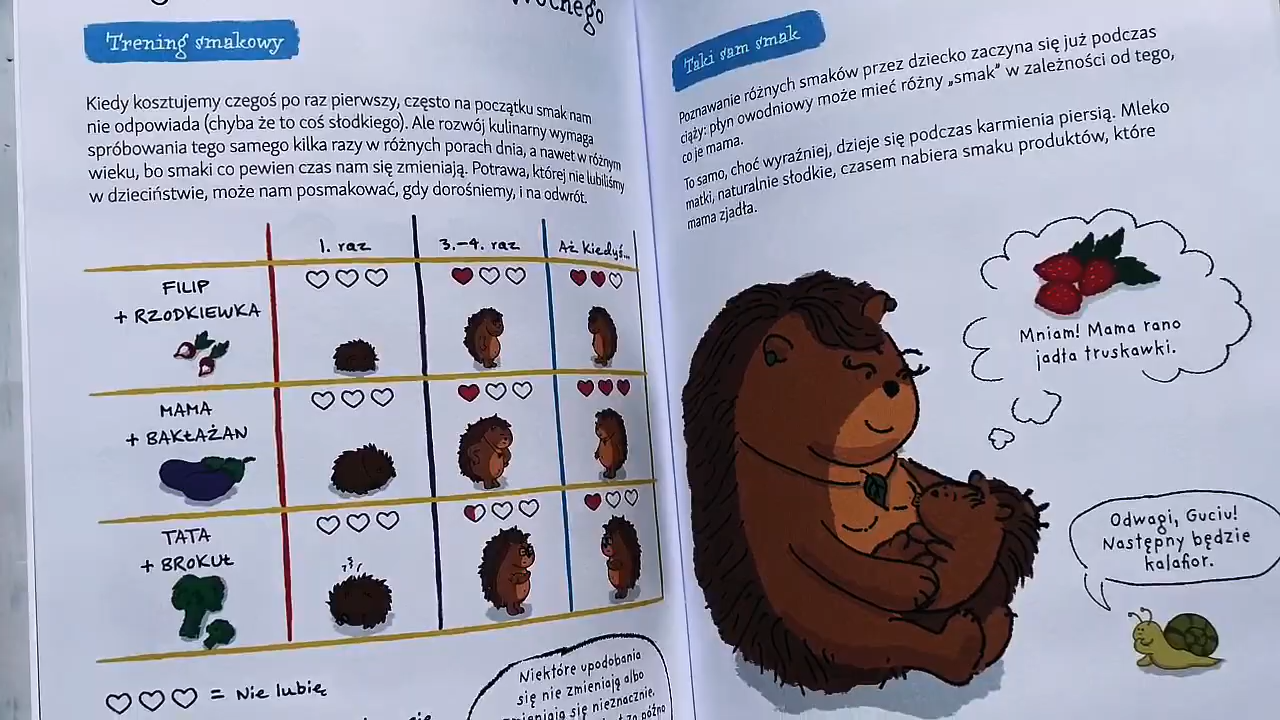 Trening smakowy
Kiedy kosztujemy czegoś po raz pierwszy, często na początku smak nam
nie odpowiada (chyba że to coś słodkiego). Ale rozwój kulinarny wymaga
spróbowania tego samego kilka razy w różnych porach dnia, a nawet w różnym
wieku, bo smaki co pewien czas nam się zmieniają. Potrawa, której nie lubiliśmy
w dzieciństwie, może nam posmakować, gdy dorośniemy, i na odwrót.
1. raz
3.–4. raz
Aż kiedyś...
FILIP
+ RZODKIEWKA
MAMA
+ BAKŁAŻAN
TATA
+ BROKUŁ
= Nie lubię
Niektóre upodobania
się nie zmieniają albo
zmieniają się nieznacznie.
Taki sam smak
Poznawanie różnych smaków przez dziecko zaczyna się już podczas
ciąży: płyn owodniowy może mieć różny „smak” w zależności od tego,
co je mama.
To samo, choć wyraźniej, dzieje się podczas karmienia piersią. Mleko
matki, naturalnie słodkie, czasem nabiera smaku produktów, które
mama zjadła.
Mniam! Mama rano
jadła truskawki.
Odwagi, Guciu!
Następny będzie
kalafior.